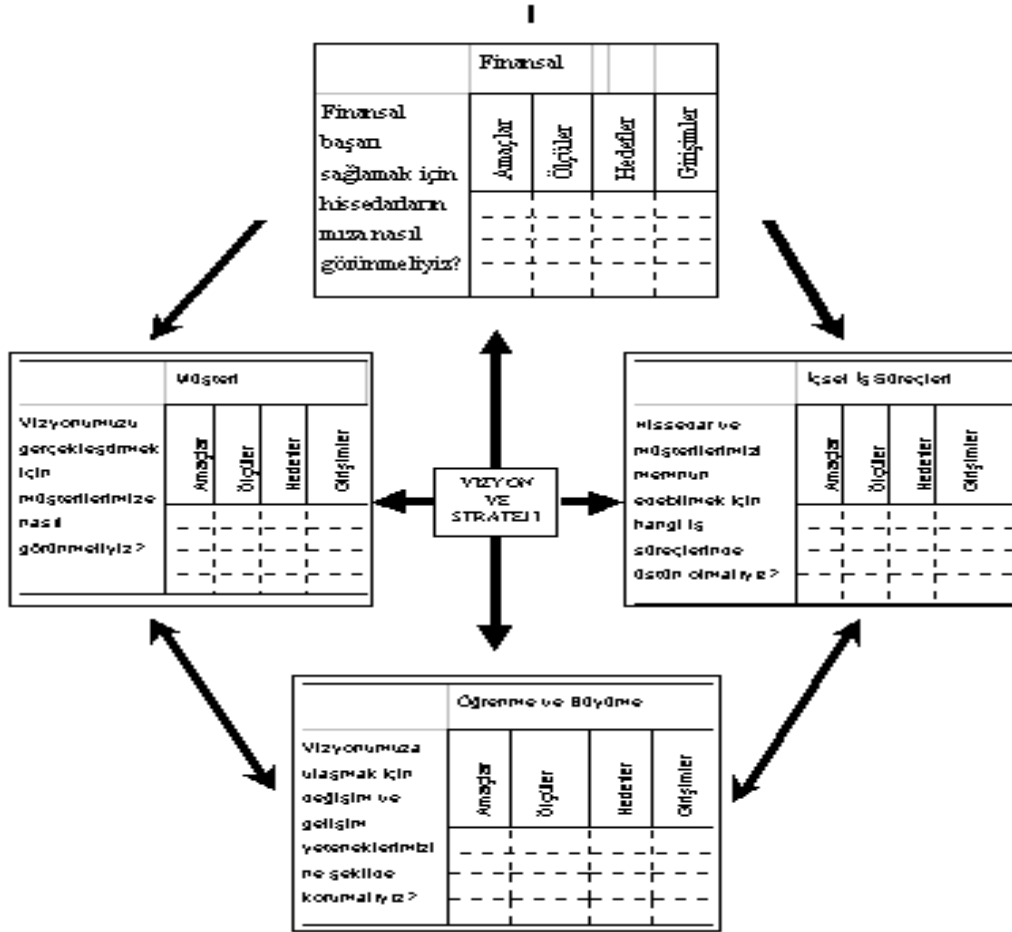 Finansal
Finansal
başarı
sağlamak için
hissedarların
mıza nasıl
görünmeliyiz?
Amaçlar
Ölçüler
Hedefler
Girişimler
Müşteri
Vizyonumuzu
gerçekleştirmek
için
müşterilerimize
nasıl
görünmeliyiz?
Amaçlar
Ölçüler
Hedefler
Girişimler
VİZYON
VE
STRATEJİ
İçsel İş Süreçleri
Hissedar ve
müşterilerimizi
memnun
edebilmek için
hangi iş
süreçlerinde
üstün olmalıyız?
Amaçlar
Ölçüler
Hedefler
Girişimler
Öğrenme ve Büyüme
Vizyonumuza
ulaşmak için
değişim ve
gelişim
yeteneklerimizi
ne şekilde
korumalıyız?
Amaçlar
Ölçüler
Hedefler
Girişimler